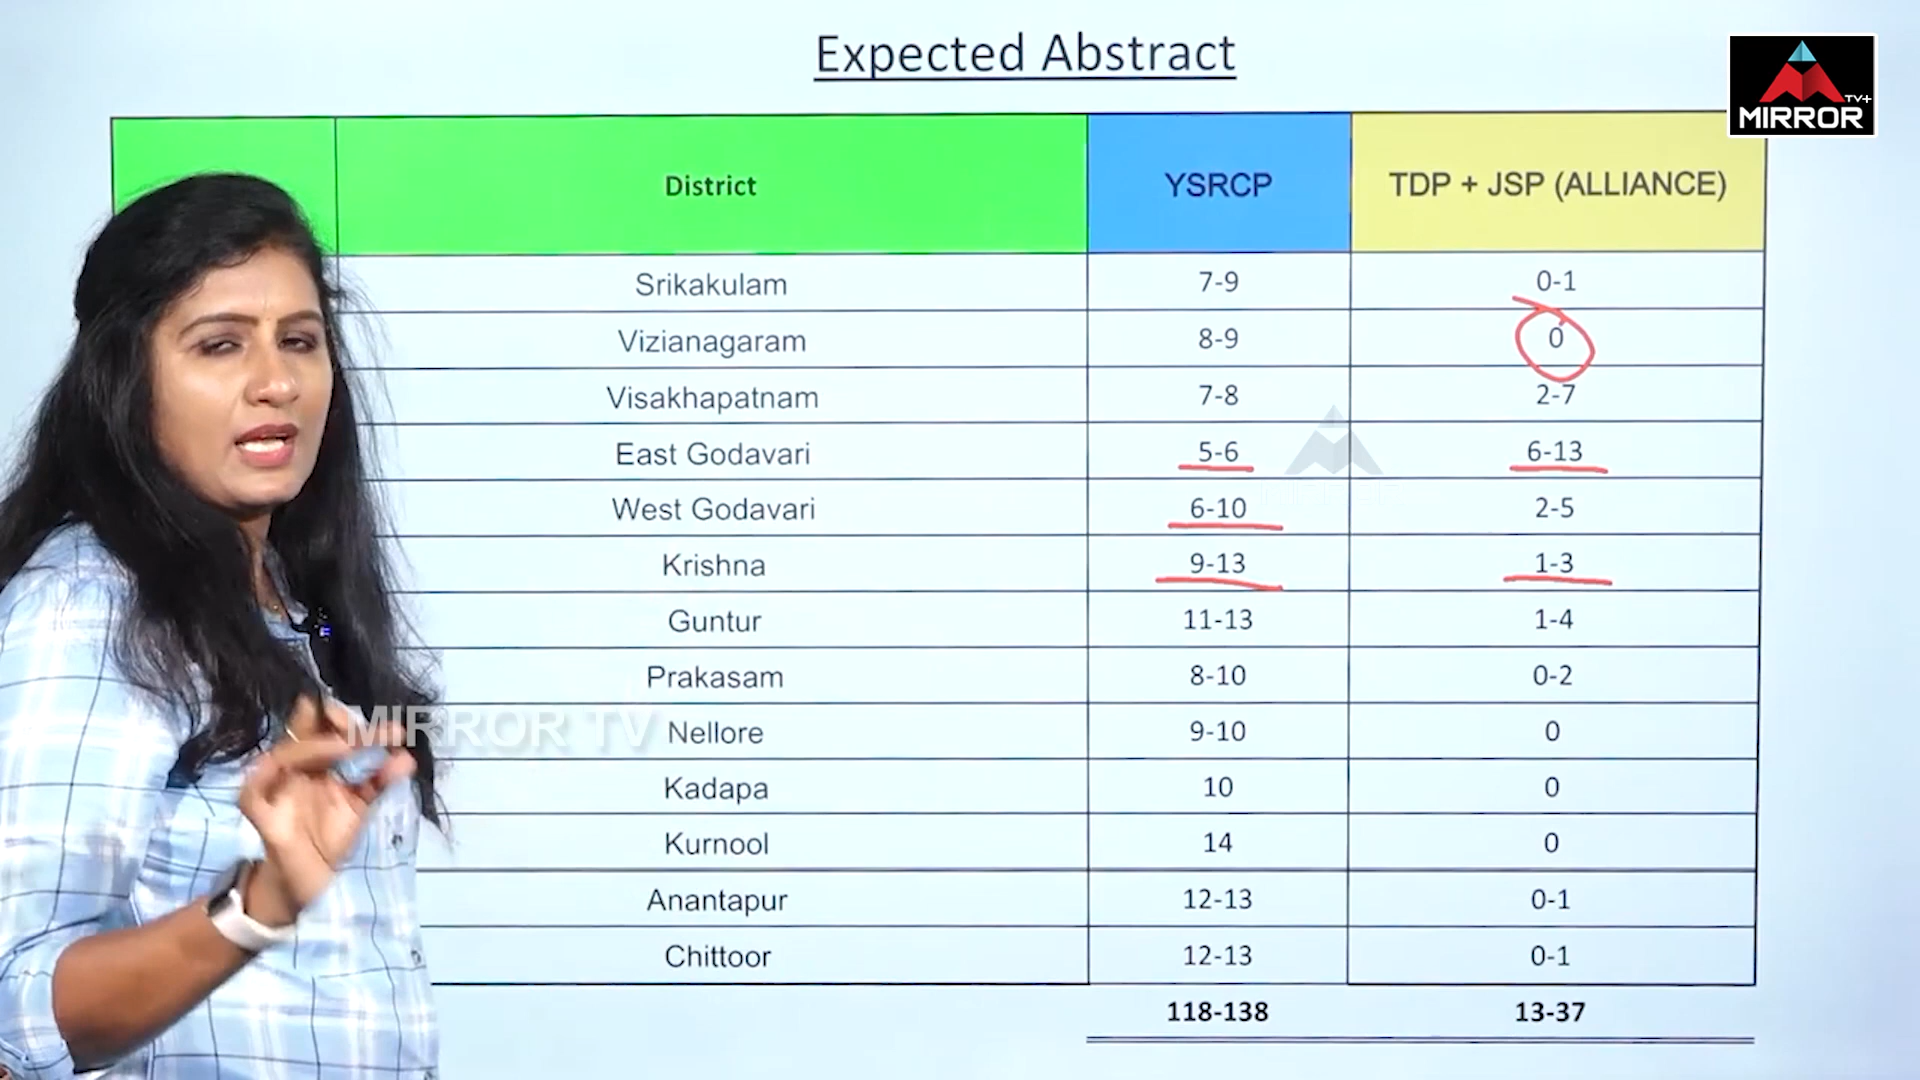 Expected Abstract
TV+
MIRROR
District YSRCP TDP + JSP (ALLIANCE)
Srikakulam 7-9 0-1
Vizianagaram 8-9 0
Visakhapatnam 7-8 2-7
East Godavari 5-6 6-13
West Godavari 6-10 2-5
Krishna 9-13 1-3
Guntur 11-13 1-4
Prakasam 8-10 0-2
MIRROR TV
Nellore 9-10 0
Kadapa 10 0
Kurnool 14 0
Anantapur 12-13 0-1
Chittoor 12-13 0-1
118-138 13-37